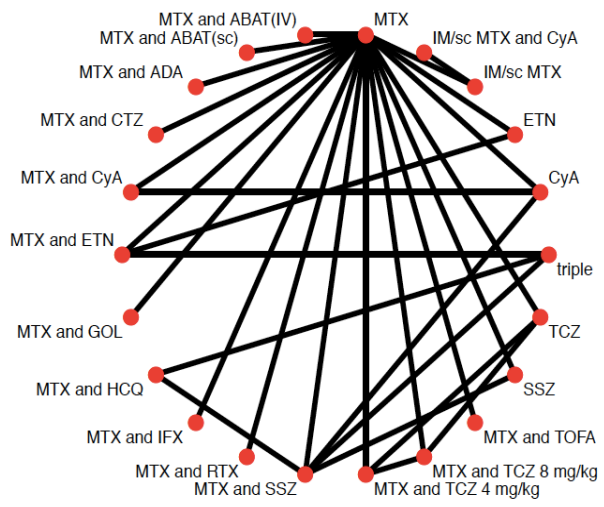 MTX and ABAT(IV)
MTX
MTX and ABAT(sc)
IM/sc MTX and CyA
MTX and ADA
IM/sc MTX
MTX and CTZ
ETN
MTX and CyA
CyA
MTX and ETN
triple
MTX and GOL
TCZ
MTX and HCQ
SSZ
MTX and IFX
MTX and TOFA
MTX and RTX
MTX and TCZ 8 mg/kg
MTX and SSZ
MTX and TCZ 4 mg/kg